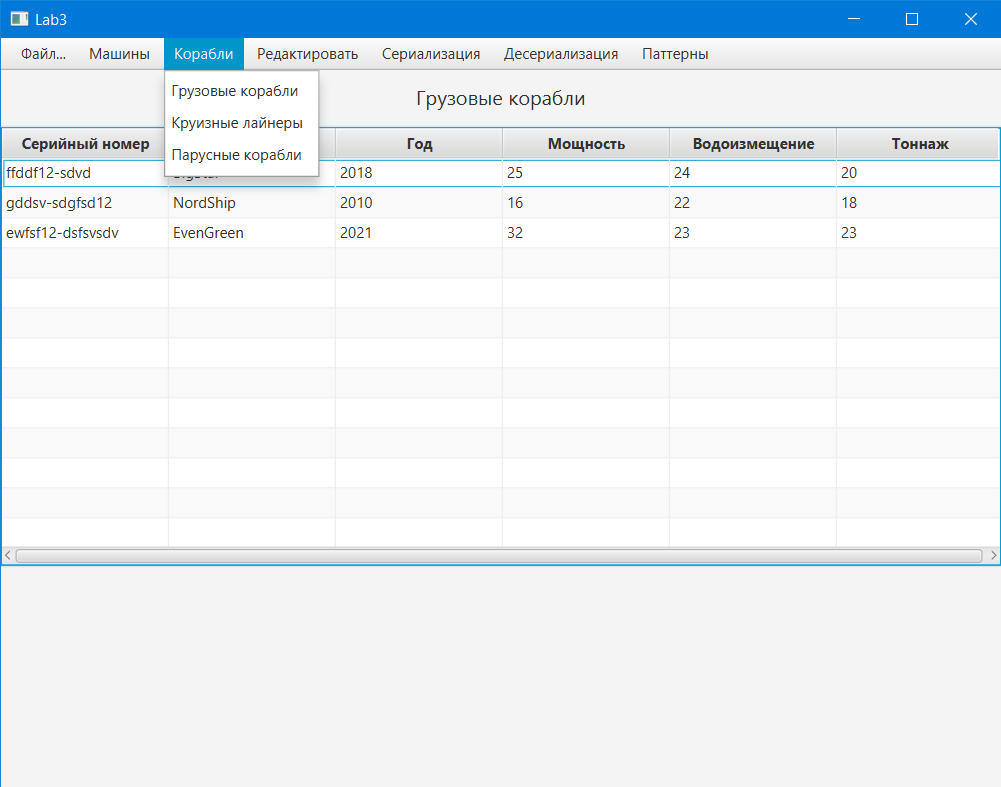 Lab3
Файл... Машины Корабли Редактировать Сериализация Десериализация Паттерны
Грузовые корабли
Круизные лайнеры
Парусные корабли
Грузовые корабли
Серийный номер Год Мощность Водоизмещение Тоннаж
ffddf12-sdvd 2018 25 24 20
gddsv-sdgfsd12 NordShip 2010 16 22 18
ewfsf12-dsfsvsdv EvenGreen 2021 32 23 23